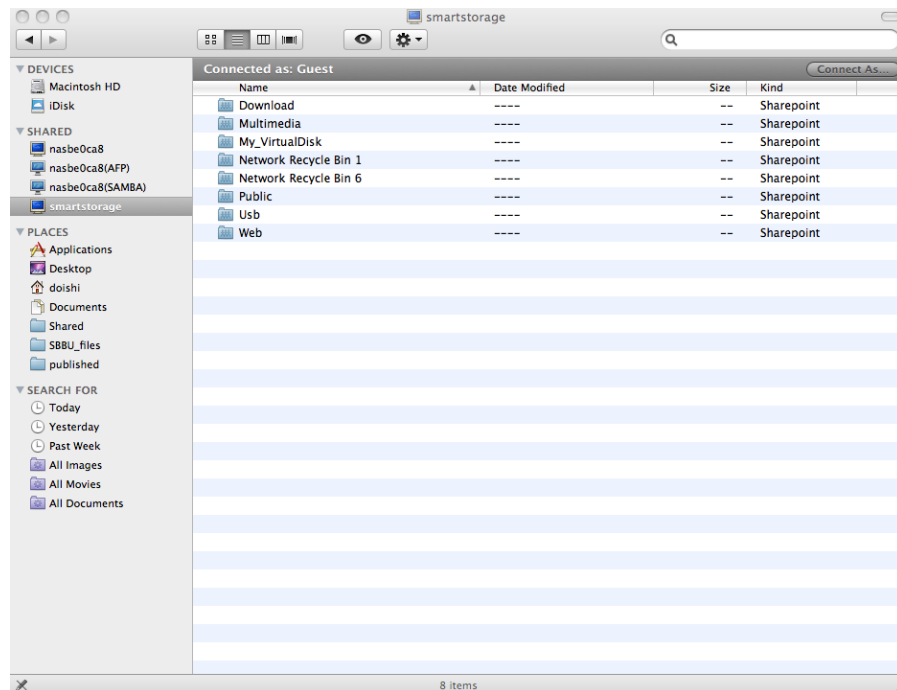 smartstorage
DEVICES
Macintosh HD
iDisk
SHARED
nasbe0ca8
nasbe0ca8(AFP)
nasbe0ca8(SAMBA)
smartstorage
PLACES
Applications
Desktop
doishi
Documents
Shared
SBBU_files
published
SEARCH FOR
Today
Yesterday
Past Week
All Images
All Movies
All Documents
Connected as: Guest Connect As...
Name Date Modified Size Kind
Download ---- -- Sharepoint
Multimedia ---- -- Sharepoint
My_VirtualDisk ---- -- Sharepoint
Network Recycle Bin 1 ---- -- Sharepoint
Network Recycle Bin 6 ---- -- Sharepoint
Public ---- -- Sharepoint
Usb ---- -- Sharepoint
Web ---- -- Sharepoint
8 items